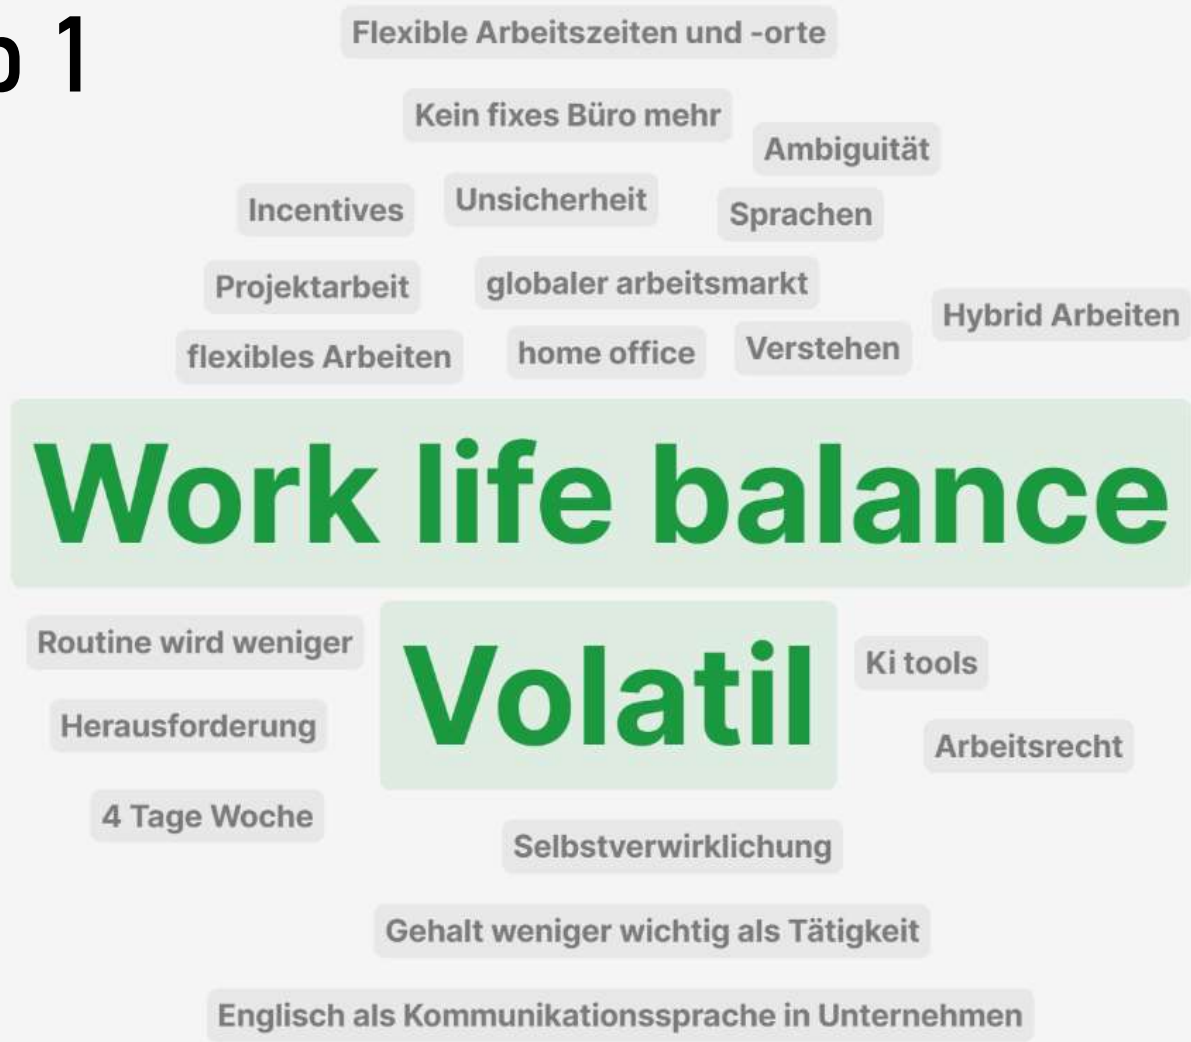 1
Flexible Arbeitszeiten und -orte
Kein fixes Büro mehr
Ambiguität
Incentives
Unsicherheit
Sprachen
Projektarbeit
globaler arbeitsmarkt
Hybrid Arbeiten
flexibles Arbeiten
home office
Verstehen
Work life balance
Routine wird weniger
Volatil
Ki tools
Herausforderung
Arbeitsrecht
4 Tage Woche
Selbstverwirklichung
Gehalt weniger wichtig als Tätigkeit
Englisch als Kommunikationssprache in Unternehmen